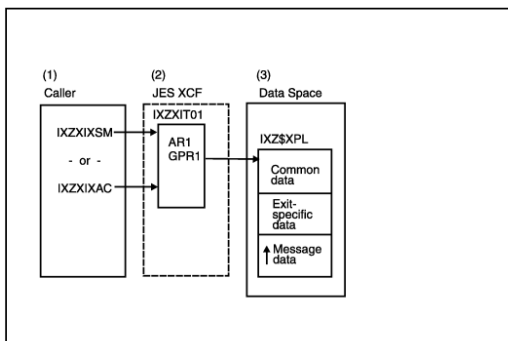 (1)
Caller
IXZXIXSM
- or -
IXZXIXAC
(2)
JES XCF
IXZXIT01
AR1
GPR1
(3)
Data Space
IXZ$XPL
Common
data
Exit-
specific
data
Message
data